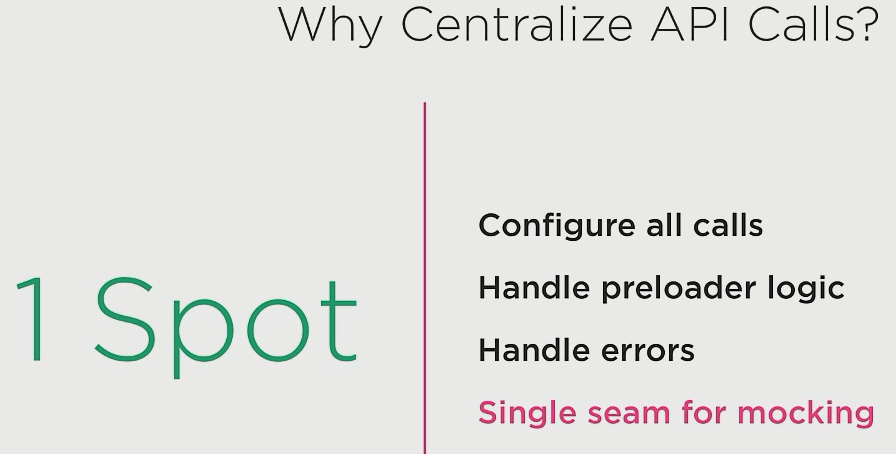 Why Centralize API Calls?
1 Spot
Configure all calls
Handle preloader logic
Handle errors
Single seam for mocking